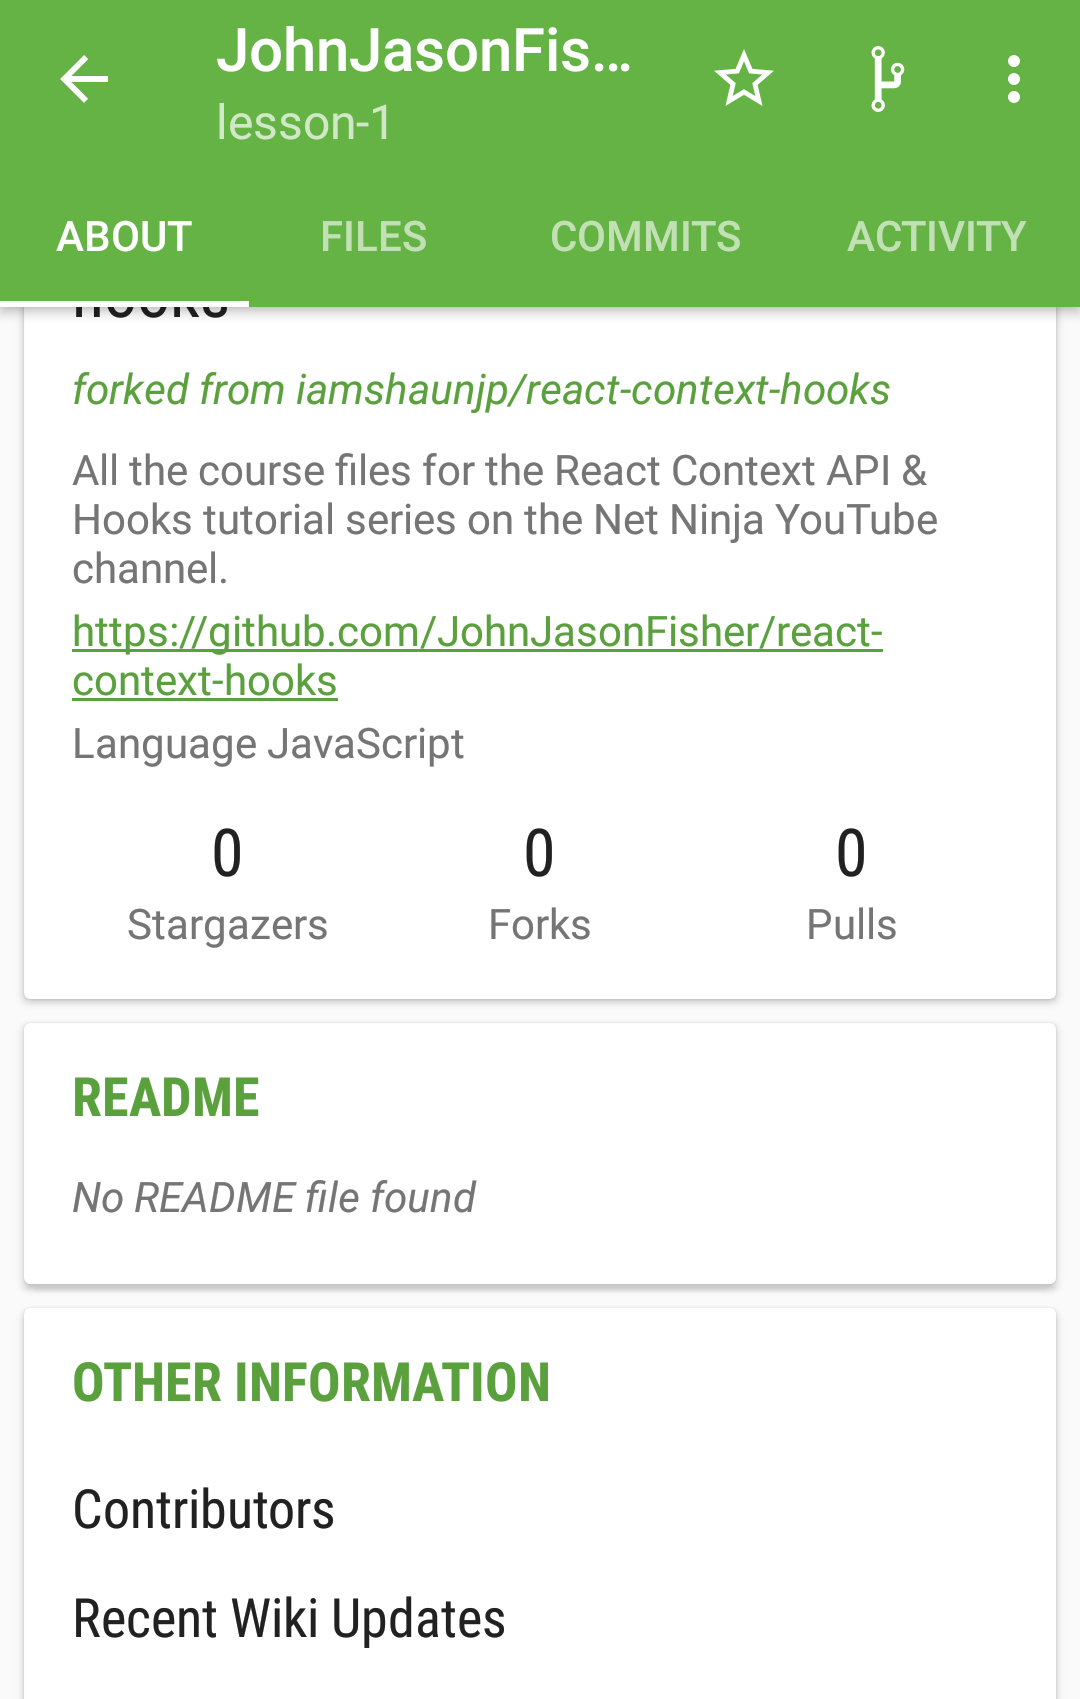 JohnJasonFis...
lesson-1
ABOUT
FILES
COMMITS
ACTIVITY
hooks
forked from iamshaunjp/react-context-hooks
All the course files for the React Context API &
Hooks tutorial series on the Net Ninja YouTube
channel.
https://github.com/JohnJasonFisher/react-
context-hooks
Language JavaScript
0
Stargazers
0
Forks
0
Pulls
README
No README file found
OTHER INFORMATION
Contributors
Recent Wiki Updates